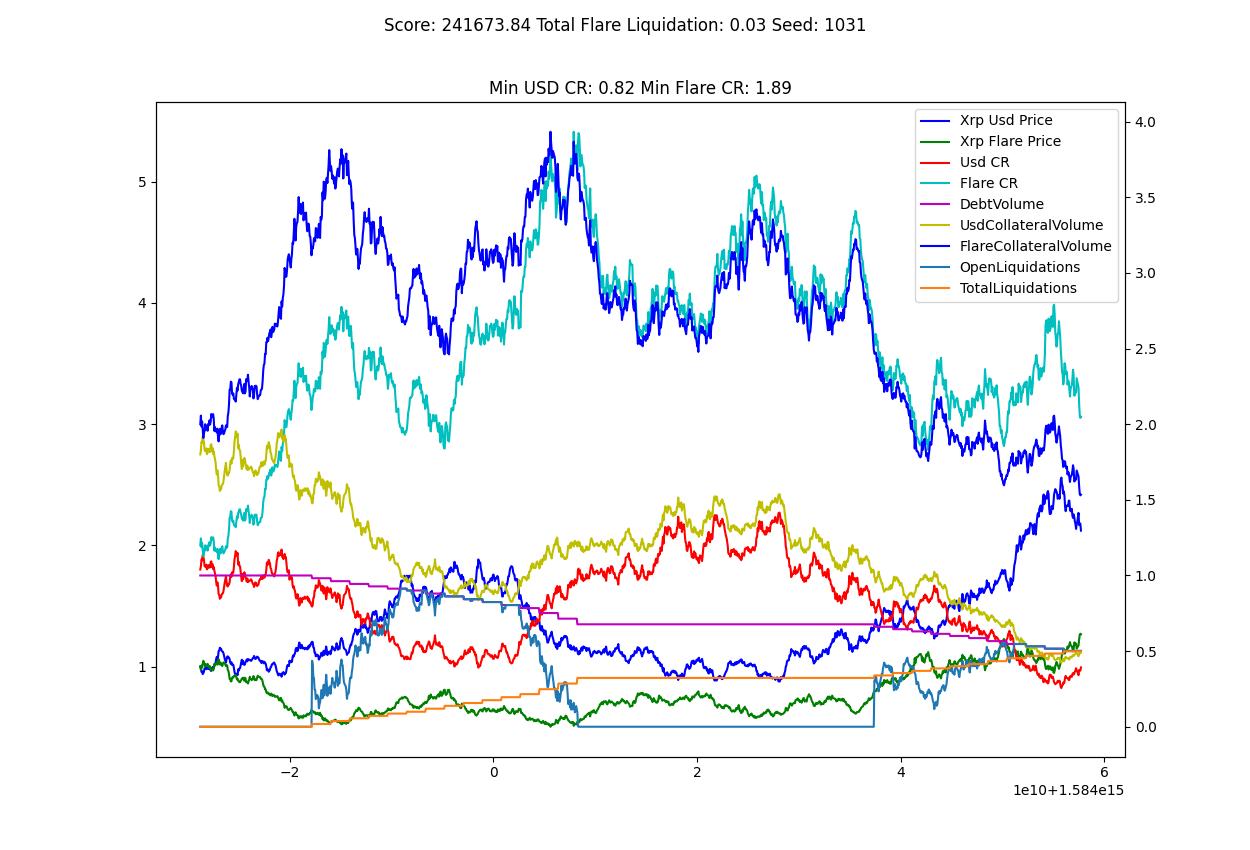 Score: 241673.84 Total Flare Liquidation: 0.03 Seed: 1031
Min USD CR: 0.82 Min Flare CR: 1.89
Xrp Usd Price
Xrp Flare Price
Usd CR
Flare CR
DebtVolume
UsdCollateralVolume
FlareCollateralVolume
OpenLiquidations
TotalLiquidations
5
4
3
2
1
4.0
3.5
3.0
2.5
2.0
1.5
1.0
0.5
0.0
−2 0 2 4 6
1e10+1.584e15